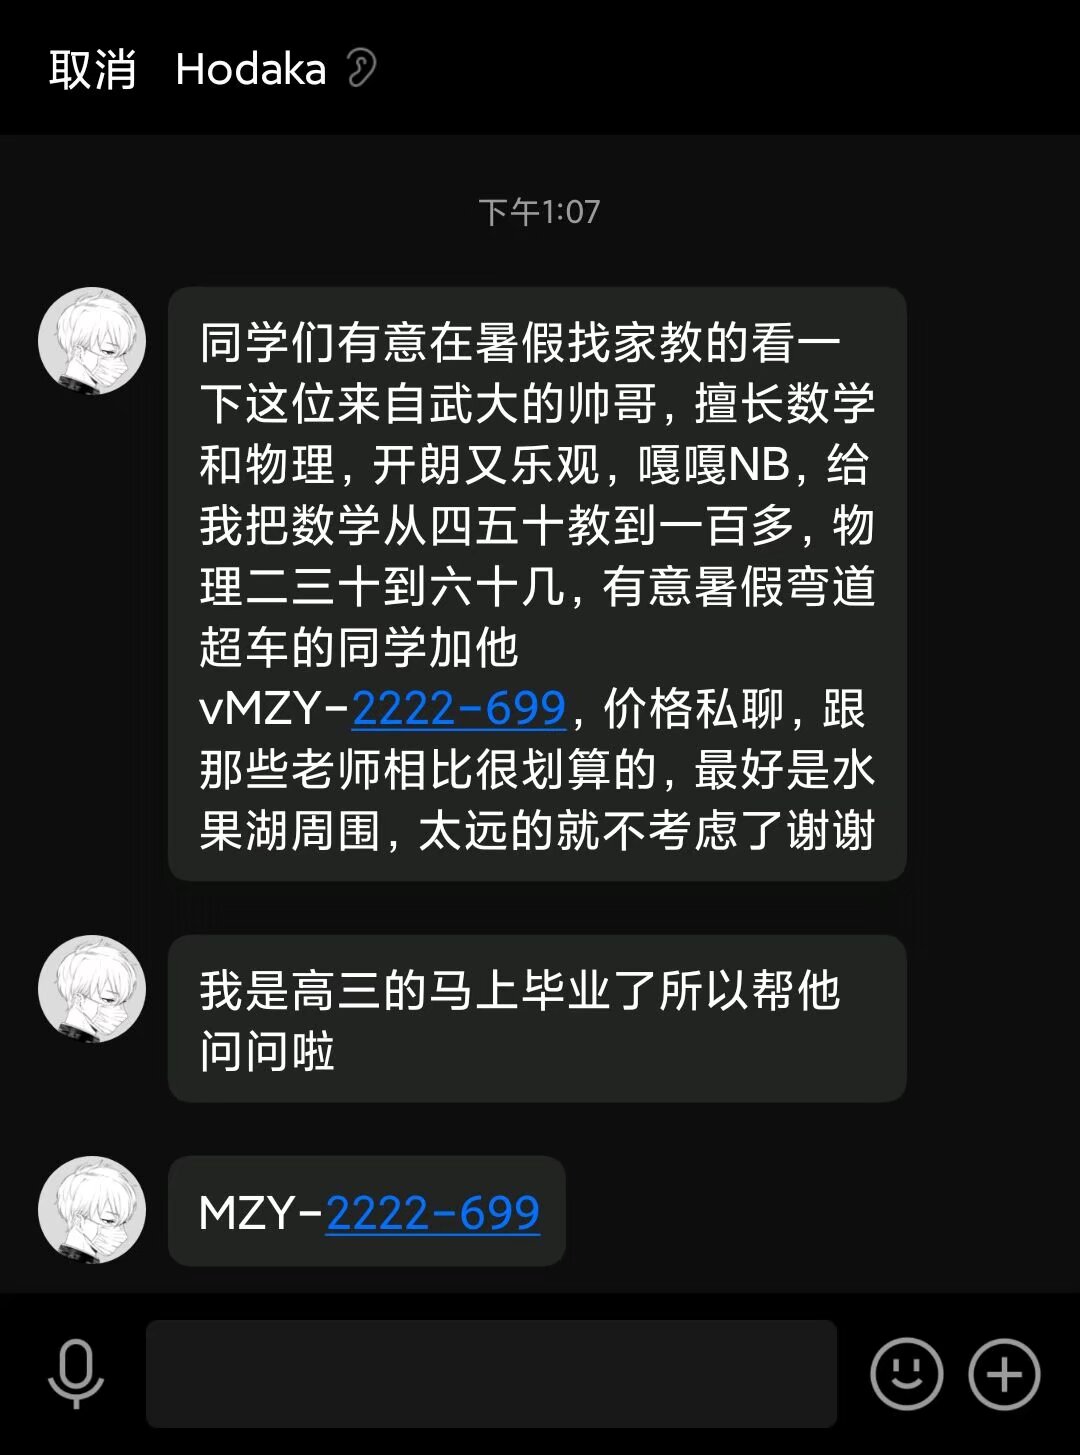 取消 Hodaka
下午1:07
同学们有意在暑假找家教的看一
下这位来自武大的帅哥，擅长数学
和物理，开朗又乐观，嘎嘎NB，给
我把数学从四五十教到一百多，物
理二三十到六十几，有意暑假弯道
超车的同学加他
vMZY-2222-699，价格私聊，跟
那些老师相比很划算的，最好是水
果湖周围，太远的就不考虑了谢谢
我是高三的马上毕业了所以帮他
问问啦
MZY-2222-699